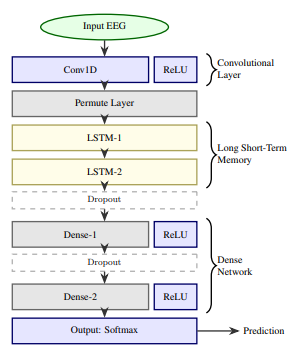 Input EEG
Conv1D
ReLU
Convolutional
Layer
Permute Layer
LSTM-1
LSTM-2
Long Short-Term
Memory
Dropout
Dense-1
ReLU
Dropout
Dense
Network
Dense-2
ReLU
Output: Softmax
Prediction